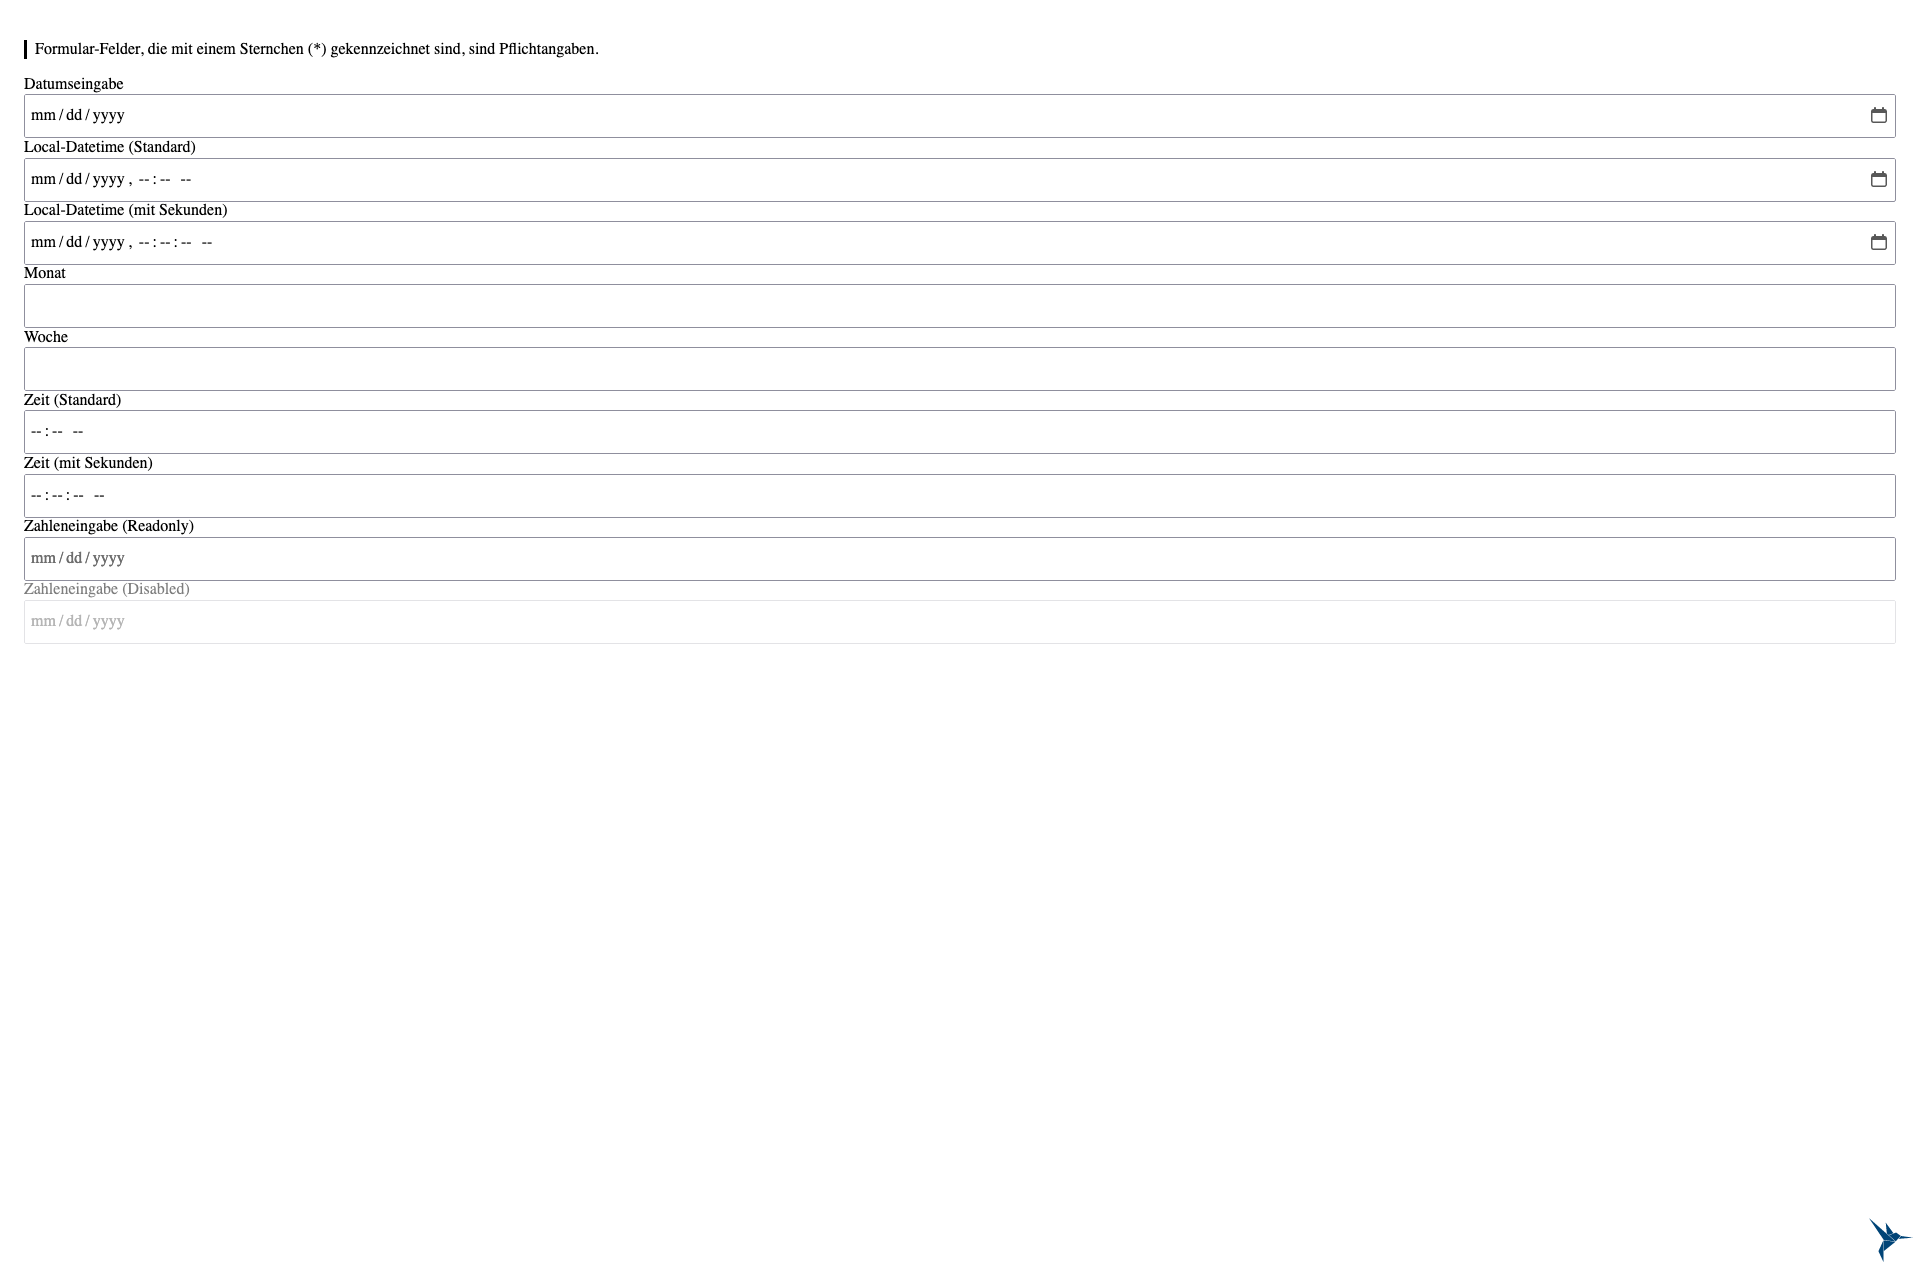 Formular-Felder, die mit einem Sternchen (*) gekennzeichnet sind, sind Pflichtangaben.
Datumseingabe
mm/dd/yyyy
Local-Datetime (Standard)
mm/dd/yyyy, --:-- --
Local-Datetime (mit Sekunden)
mm/dd/yyyy, --:--:-- --
Monat
Woche
Zeit (Standard)
--:-- --
Zeit (mit Sekunden)
--:--:-- --
Zahleneingabe (Readonly)
mm/dd/yyyy
Zahleneingabe (Disabled)
mm/dd/yyyy